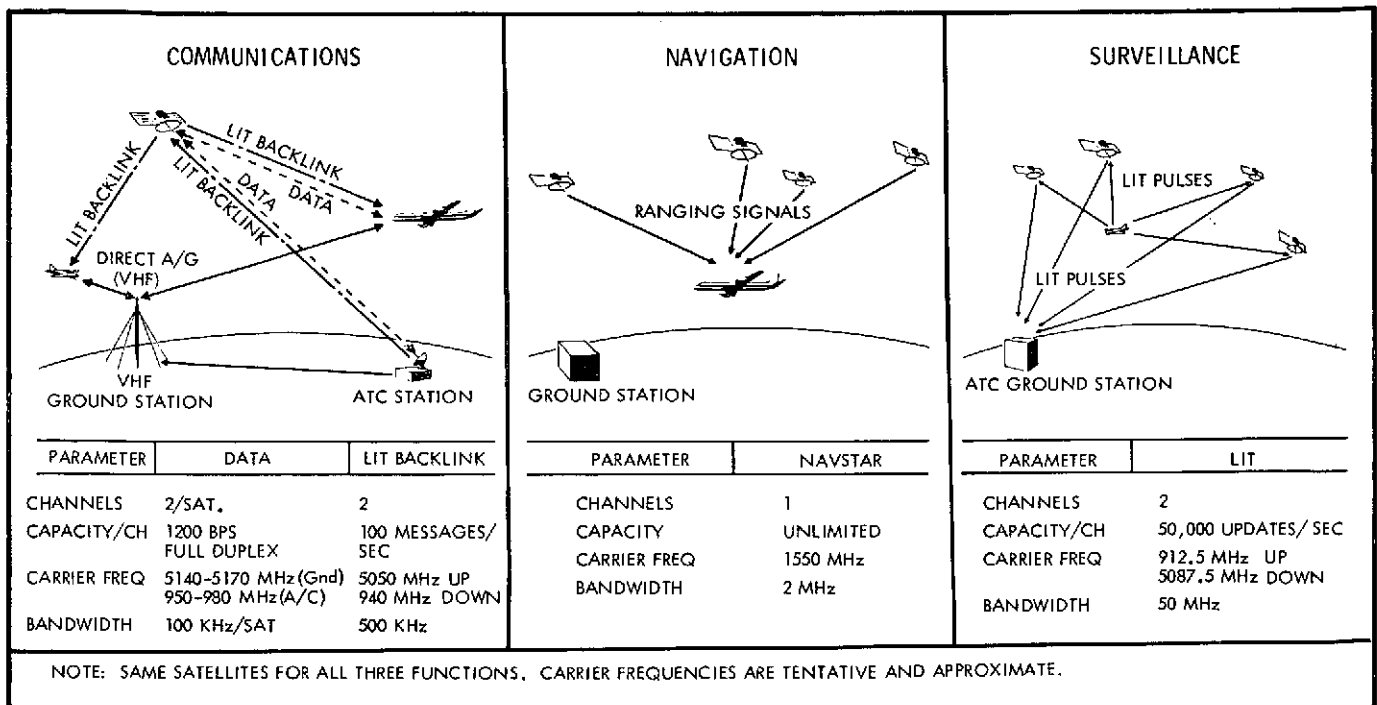 COMMUNICATIONS
LIT BACKLINK
LIT BACKLINK
DATA
DATA
LIT BACKLINK
DIRECT A/G
(VHF)
VHF
GROUND STATION
ATC STATION
PARAMETER DATA LIT BACKLINK
CHANNELS 2/SAT. 2
CAPACITY/CH 1200 BPS 100 MESSAGES/
FULL DUPLEX SEC
CARRIER FREQ 5140-5170 MHz (Gnd) 5050 MHz UP
950-980 MHz (A/C) 940 MHz DOWN
BANDWIDTH 100 KHz/SAT 500 KHz
NAVIGATION
RANGING SIGNALS
GROUND STATION
PARAMETER NAVSTAR
CHANNELS 1
CAPACITY UNLIMITED
CARRIER FREQ 1550 MHz
BANDWIDTH 2 MHz
SURVEILLANCE
LIT PULSES
LIT PULSES
ATC GROUND STATION
PARAMETER LIT
CHANNELS 2
CAPACITY/CH 50,000 UPDATES/ SEC
CARRIER FREQ 912.5 MHz UP
5087.5 MHz DOWN
BANDWIDTH 50 MHz
NOTE: SAME SATELLITES FOR ALL THREE FUNCTIONS. CARRIER FREQUENCIES ARE TENTATIVE AND APPROXIMATE.